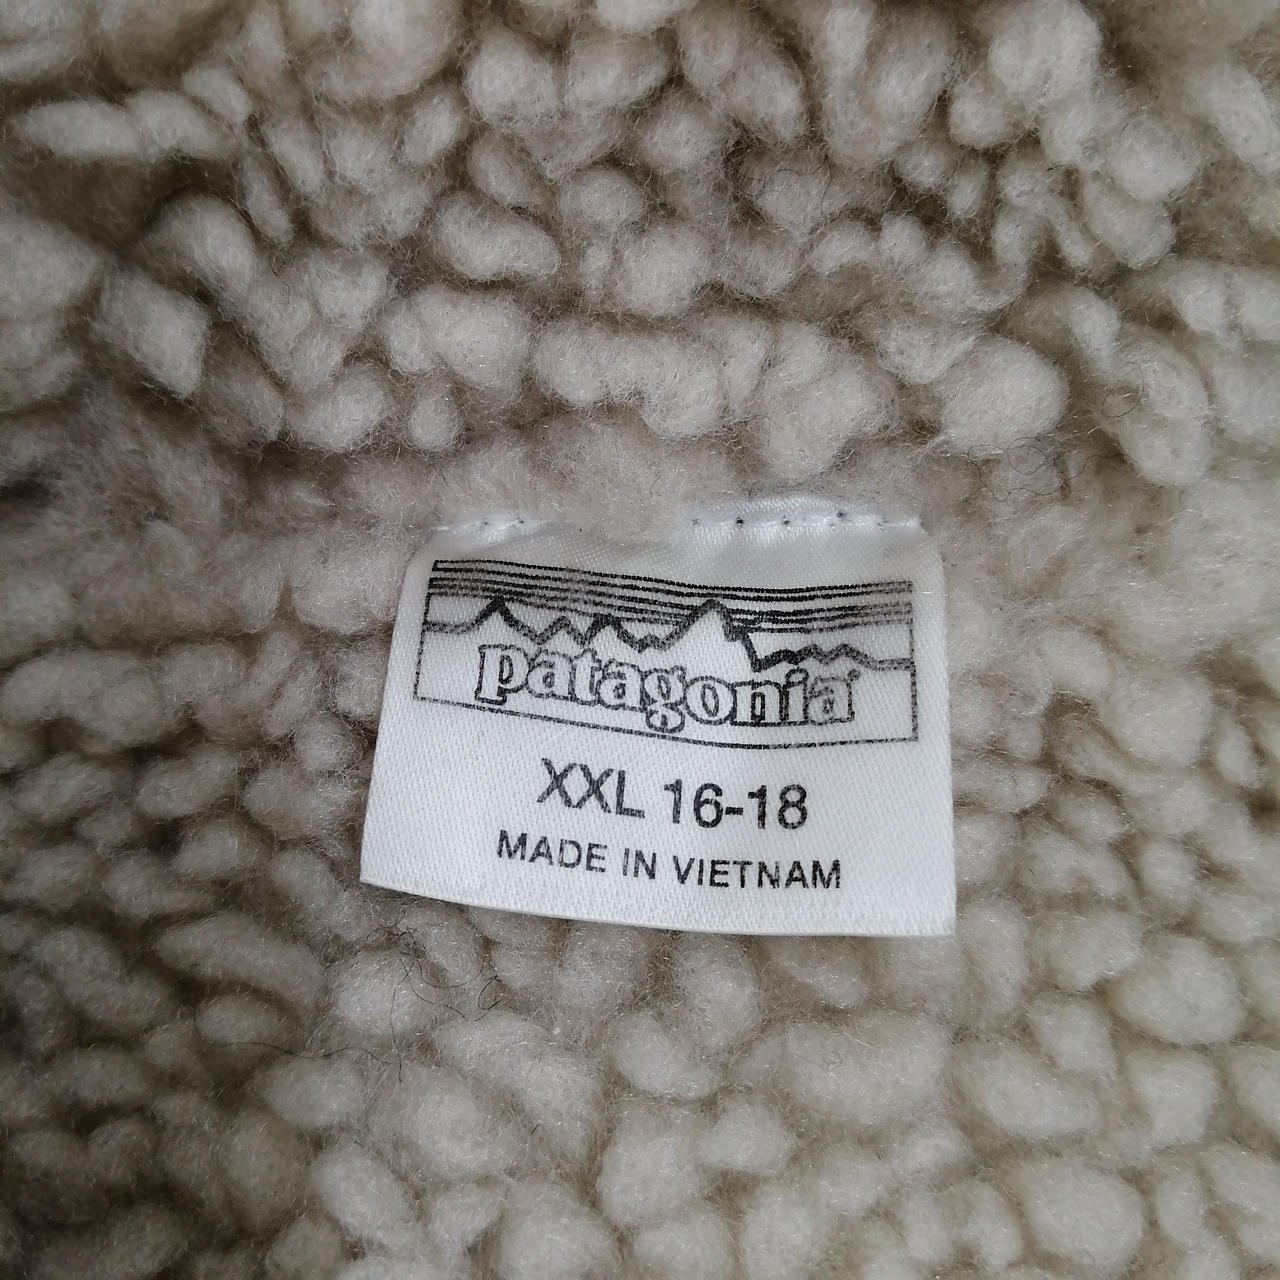 patagonia
XXL 16-18
MADE IN VIETNAM